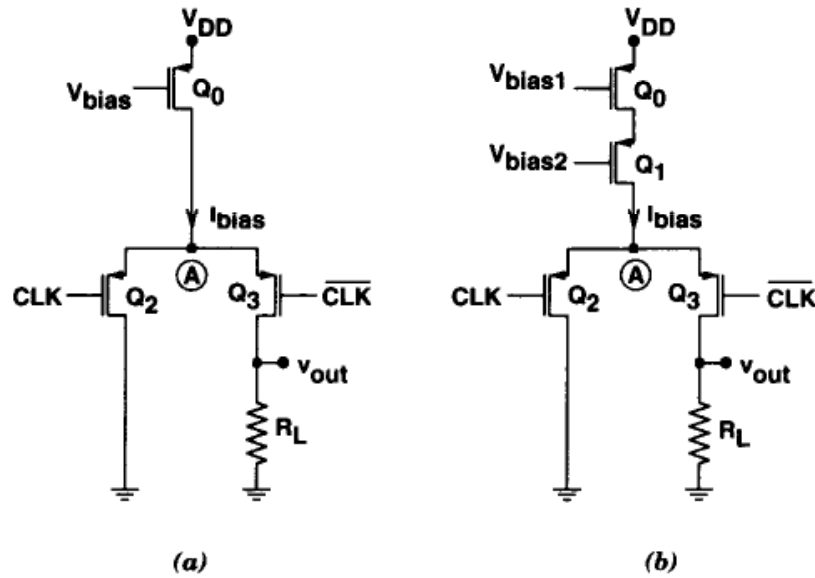 VDD
Vbias
Q0
Ibias
A
CLK
Q2
Q3
CLK
vout
RL
(a)
VDD
Vbias1
Q0
Vbias2
Q1
Ibias
A
CLK
Q2
Q3
CLK
vout
RL
(b)